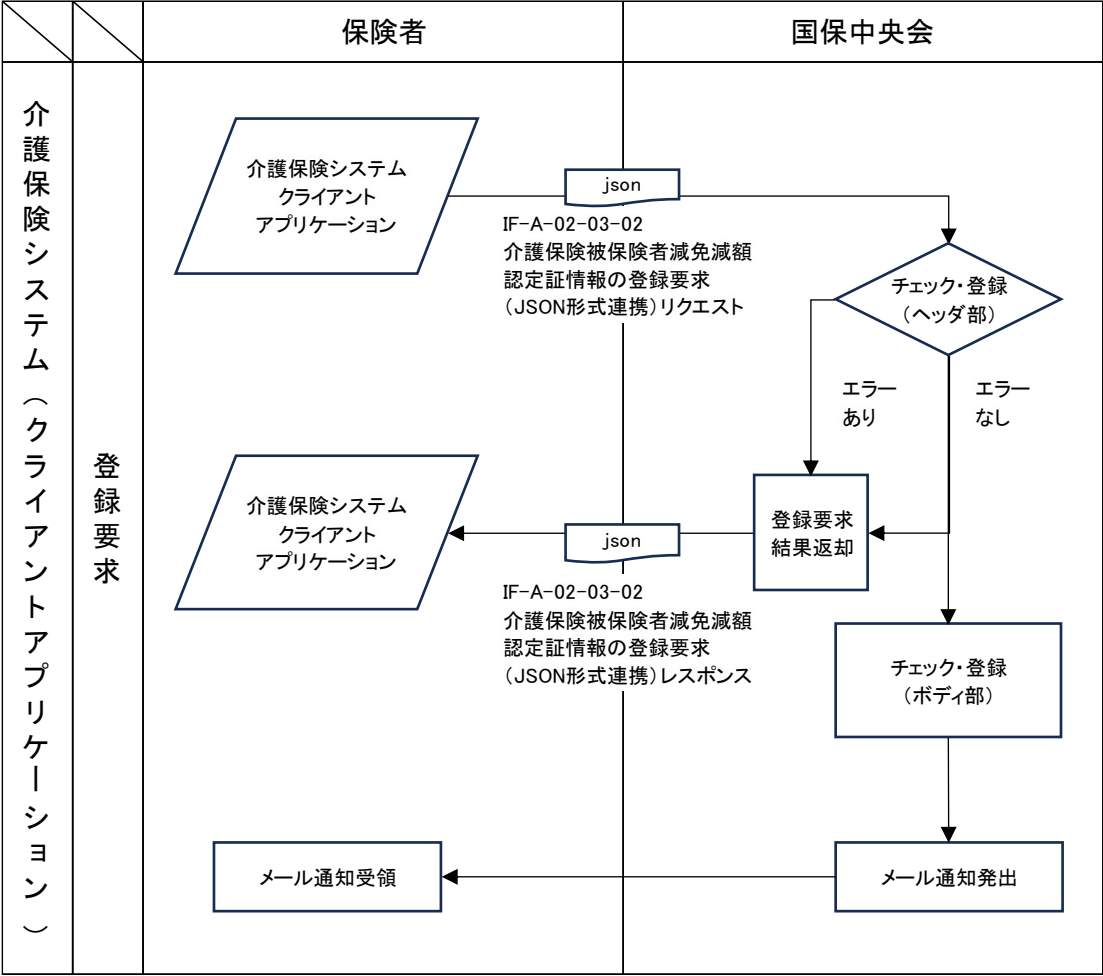 保険者
国保中央会
介護保険システム（クライアントアプリケーション）
登録要求
介護保険システム
クライアント
アプリケーション
json
IF-A-02-03-02
介護保険被保険者減免減額
認定証情報の登録要求
（JSON形式連携）リクエスト
チェック・登録
（ヘッダ部）
エラー
あり
エラー
なし
介護保険システム
クライアント
アプリケーション
json
登録要求
結果返却
IF-A-02-03-02
介護保険被保険者減免減額
認定証情報の登録要求
（JSON形式連携）レスポンス
チェック・登録
（ボディ部）
メール通知受領
メール通知発出